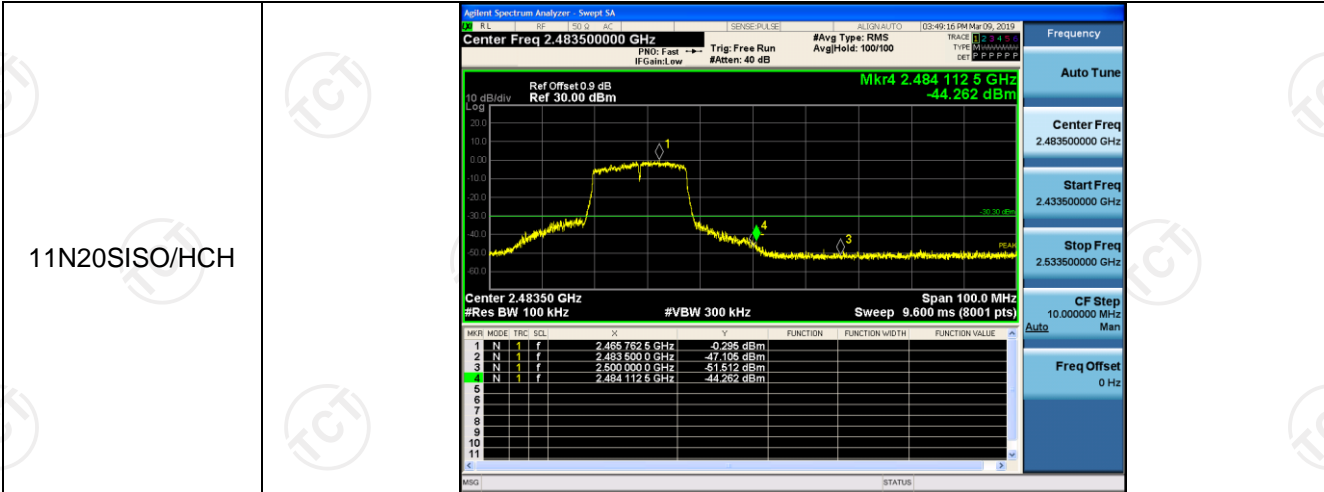 11N20SISO/HCH
TCT
Agilent Spectrum Analyzer - Swept SA
RL RF 50 Ω AC SENSE:PULSE ALIGN AUTO 03:49:16 PM Mar 09, 2019
Center Freq 2.483500000 GHz
PNO: Fast Trig: Free Run
IFGain:Low #Atten: 40 dB
#Avg Type: RMS
Avg|Hold: 100/100
TRACE 1 2 3 4 5 6
TYPE M
DET P P P P P P
Mkr4 2.484 112 5 GHz
-44.262 dBm
Ref Offset 0.9 dB
10 dB/div Ref 30.00 dBm
Log
20.0
10.0
0.00
-10.0
-20.0
-30.0
-40.0
-50.0
-60.0
1
4
3
-30.30 dBm
PEAK
Center 2.48350 GHz Span 100.0 MHz
#Res BW 100 kHz #VBW 300 kHz Sweep 9.600 ms (8001 pts)
MKR MODE TRC SCL X Y FUNCTION FUNCTION WIDTH FUNCTION VALUE
1 N 1 f 2.465 762 5 GHz -0.295 dBm
2 N 1 f 2.483 500 0 GHz -47.105 dBm
3 N 1 f 2.500 000 0 GHz -51.512 dBm
4 N 1 f 2.484 112 5 GHz -44.262 dBm
5
6
7
8
9
10
11
MSG STATUS
Frequency
Auto Tune
Center Freq
2.483500000 GHz
Start Freq
2.433500000 GHz
Stop Freq
2.533500000 GHz
CF Step
10.000000 MHz
Auto Man
Freq Offset
0 Hz